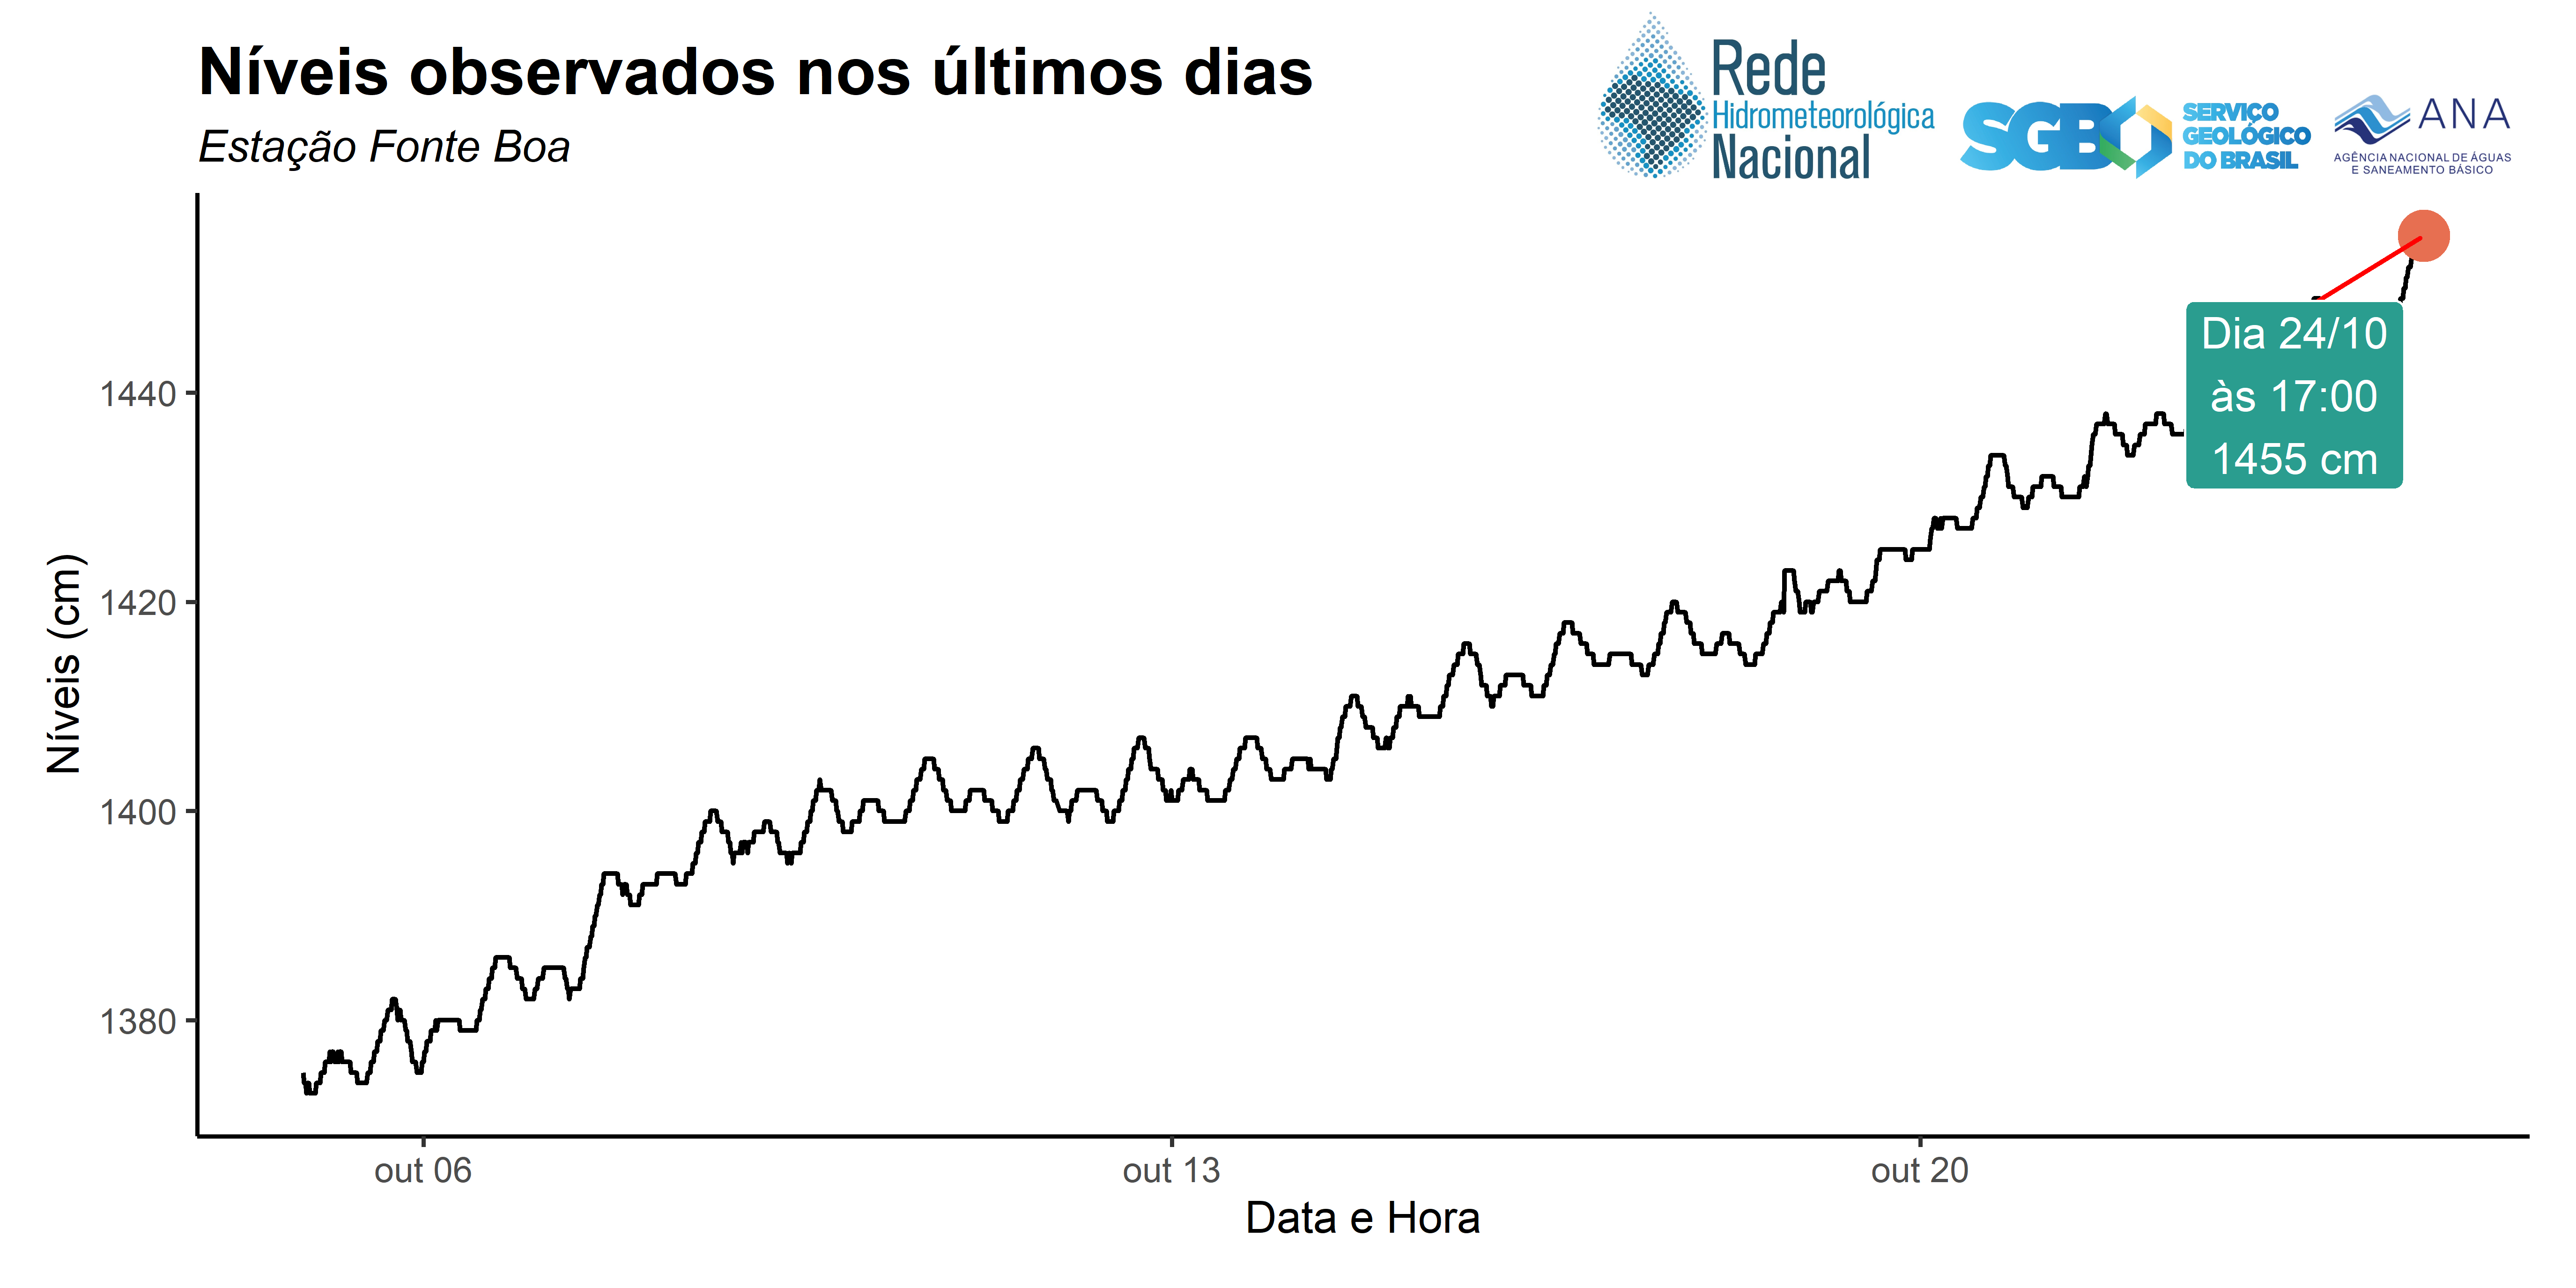 Níveis observados nos últimos dias
Estação Fonte Boa
Rede
Hidrometeorológica
Nacional
SGB
SERVIÇO
GEOLÓGICO
DO BRASIL
ANA
AGÊNCIA NACIONAL DE ÁGUAS
E SANEAMENTO BÁSICO
Dia 24/10
às 17:00
1455 cm
Níveis (cm)
1440
1420
1400
1380
out 06
out 13
out 20
Data e Hora